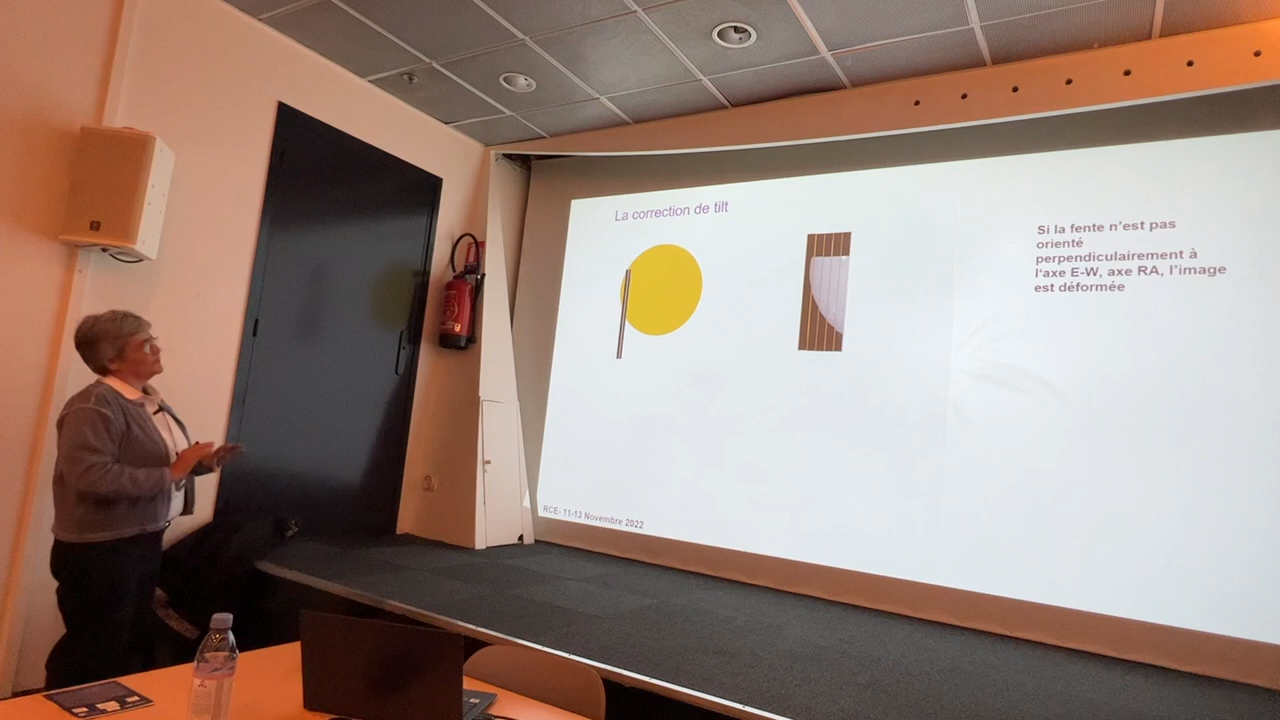 La correction de tilt
Si la fente n'est pas
orienté
perpendiculairement à
l'axe E-W, axe RA, l'image
est déformée
RCE- 11-13 Novembre 2022